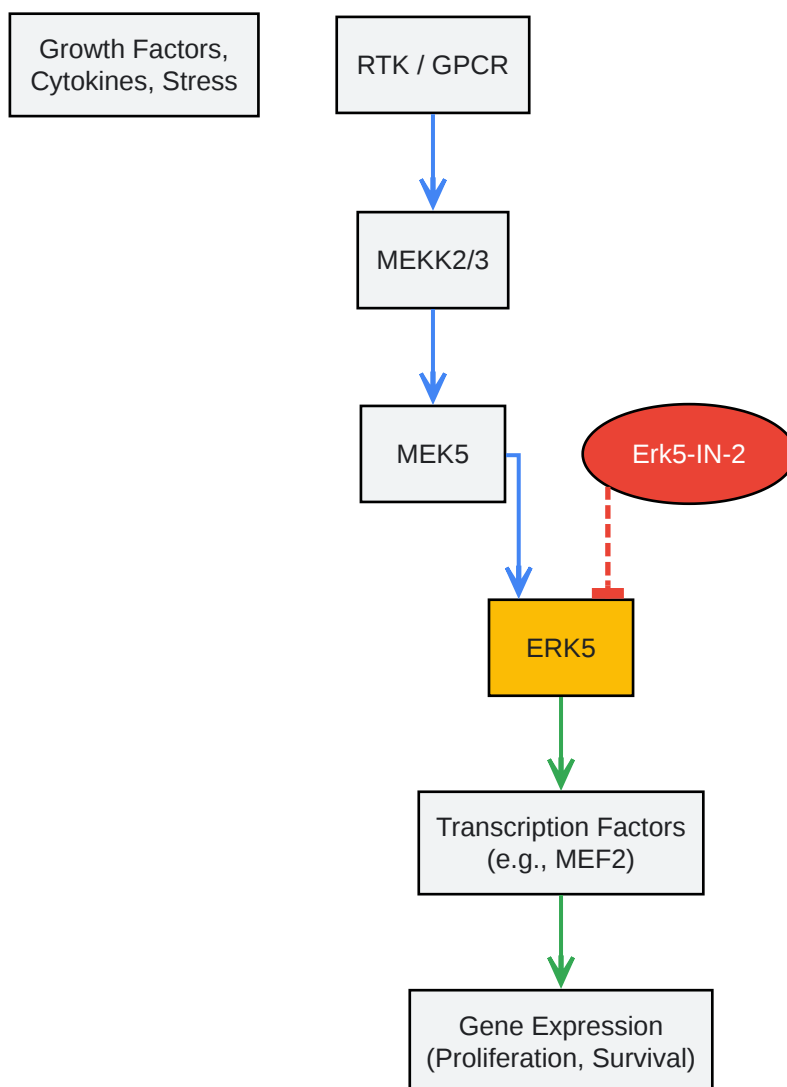 Growth Factors,
Cytokines, Stress
RTK / GPCR
MEKK2/3
MEK5
Erk5-IN-2
ERK5
Transcription Factors
(e.g., MEF2)
Gene Expression
(Proliferation, Survival)